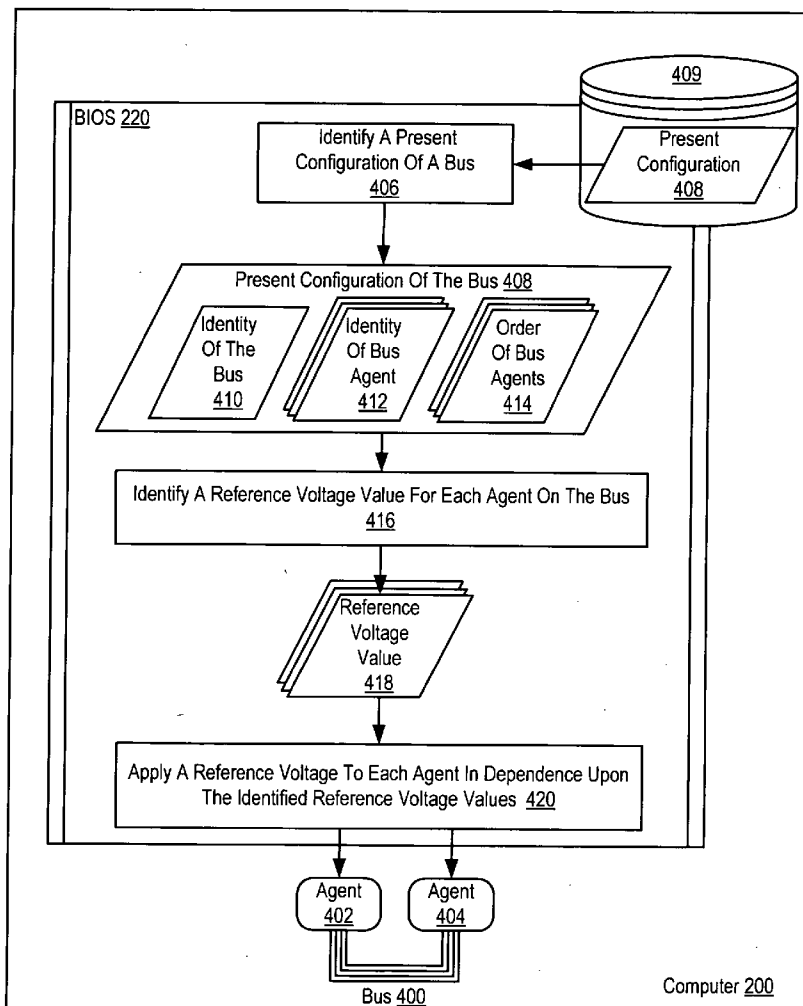 409
BIOS 220
Identify A Present
Configuration Of A Bus
406
Present
Configuration
408
Present Configuration Of The Bus 408
Identity
Of The
Bus
410
Identity
Of Bus
Agent
412
Order
Of Bus
Agents
414
Identify A Reference Voltage Value For Each Agent On The Bus
416
Reference
Voltage
Value
418
Apply A Reference Voltage To Each Agent In Dependence Upon
The Identified Reference Voltage Values 420
Agent
402
Agent
404
Bus 400
Computer 200